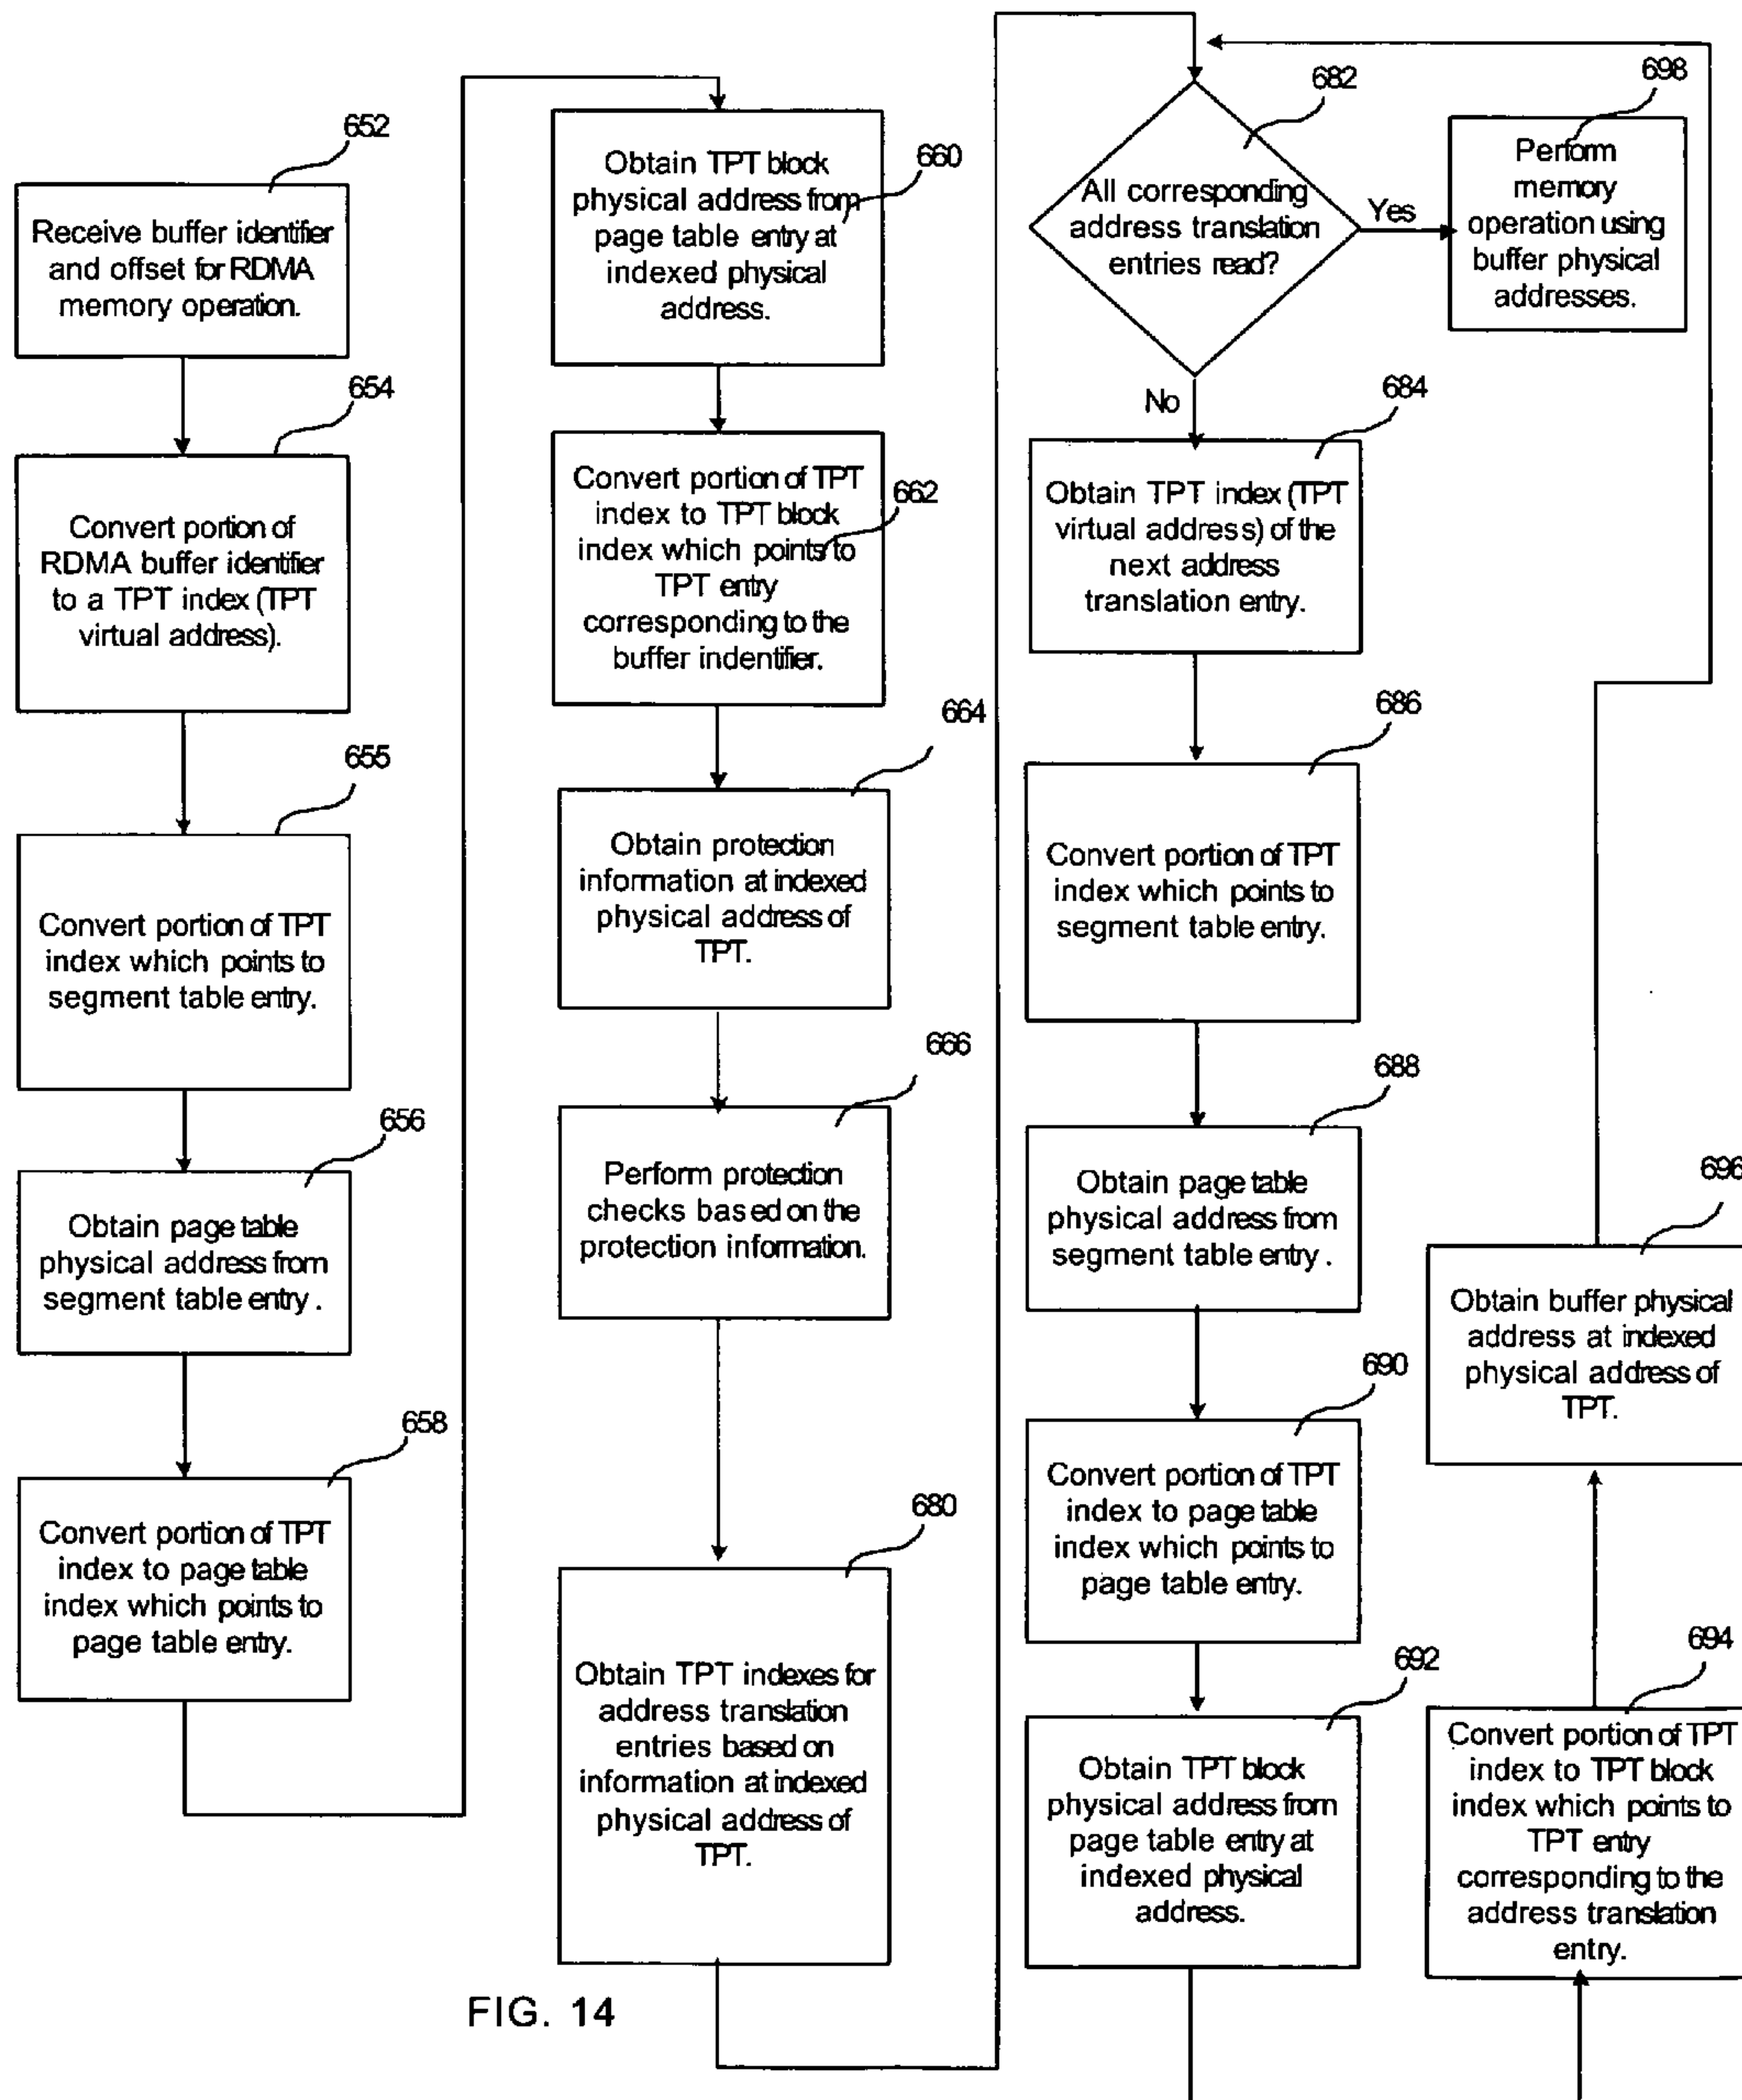 652
Receive buffer identifier
and offset for RDMA
memory operation.
654
Convert portion of
RDMA buffer identifier
to a TPT index (TPT
virtual address).
655
Convert portion of TPT
index which points to
segment table entry.
656
Obtain page table
physical address from
segment table entry .
658
Convert portion of TPT
index to page table
index which points to
page table entry.
660
Obtain TPT block
physical address from
page table entry at
indexed physical
address.
662
Convert portion of TPT
index to TPT block
index which points to
TPT entry
corresponding to the
buffer indentifier.
664
Obtain protection
information at indexed
physical address of
TPT.
666
Perform protection
checks based on the
protection information.
680
Obtain TPT indexes for
address translation
entries based on
information at indexed
physical address of
TPT.
682
All corresponding
address translation
entries read?
Yes
No
698
Perform
memory
operation using
buffer physical
addresses.
684
Obtain TPT index (TPT
virtual address) of the
next address
translation entry.
686
Convert portion of TPT
index which points to
segment table entry.
688
Obtain page table
physical address from
segment table entry .
690
Convert portion of TPT
index to page table
index which points to
page table entry.
692
Obtain TPT block
physical address from
page table entry at
indexed physical
address.
694
Convert portion of TPT
index to TPT block
index which points to
TPT entry
corresponding to the
address translation
entry.
696
Obtain buffer physical
address at indexed
physical address of
TPT.
FIG. 14